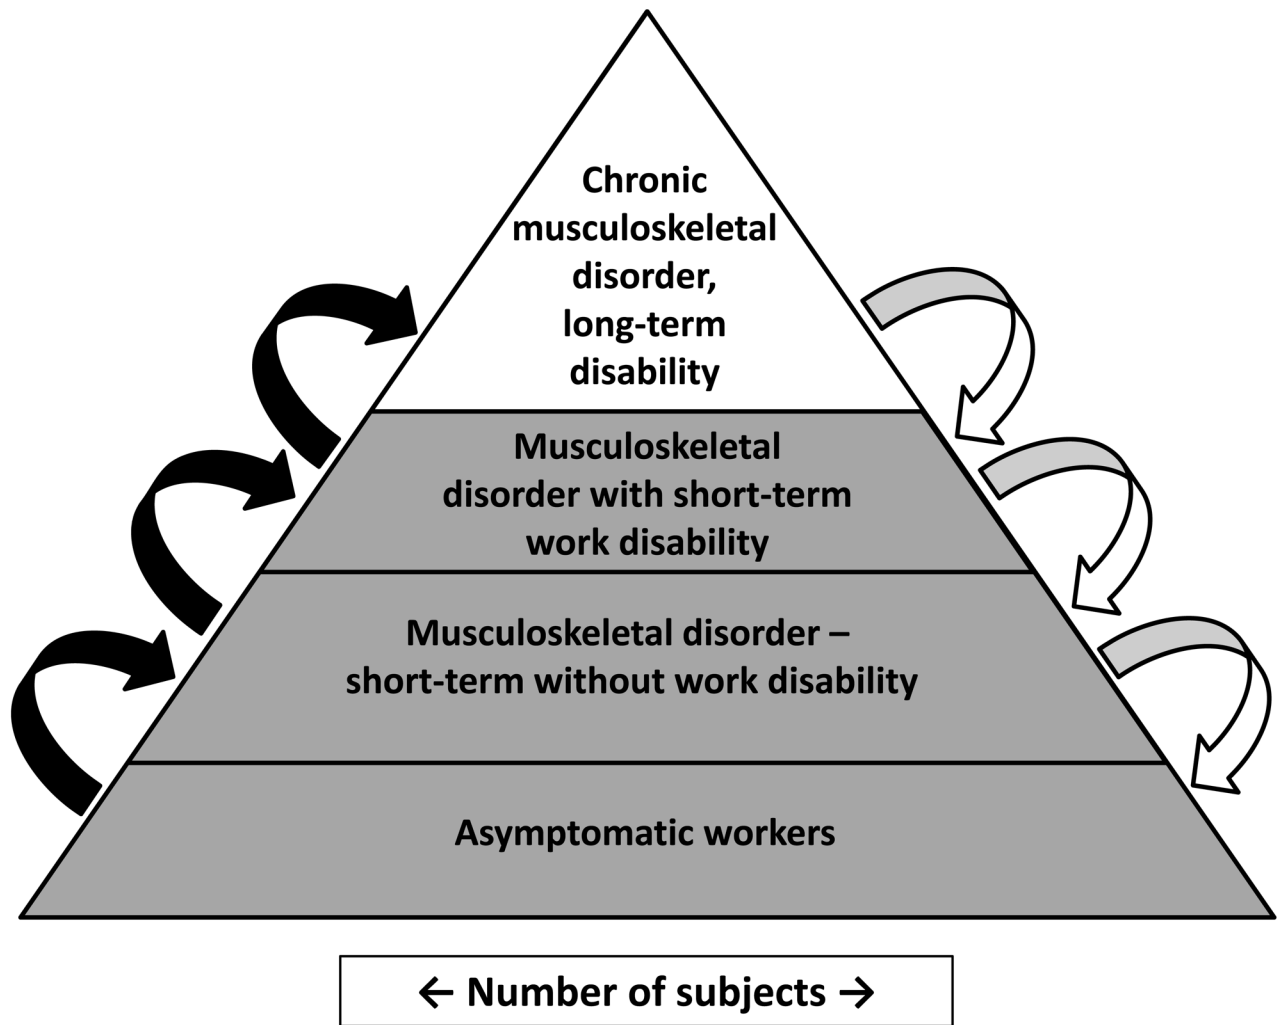 Chronic
musculoskeletal
disorder,
long-term
disability
Musculoskeletal
disorder with short-term
work disability
Musculoskeletal disorder –
short-term without work disability
Asymptomatic workers
← Number of subjects →